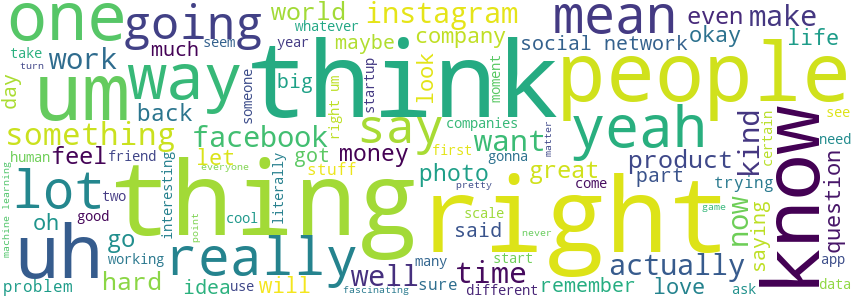 one
going
world
instagram
mean
even
make
whatever
take
seem
year
much
maybe
company
social network
okay
life
turn
work
um
way
think
people
look
moment
startup
someone
big
day
back
right um
say
yeah
companies
matter
kind
certain
see
need
something
facebook
want
human
feel
friend
let
got
money
first
gonna
product
question
everyone
stuff
photo
great
part
trying
machine learning
lot
thing
right
know
interesting
literally
pretty
come
two
good
cool
point
said
scale
never
game
now
saying
oh
uh
go
really
well
time
many
start
actually
app
working
hard
problem
idea
use
will
fascinating
sure
different
remember
love
ask
data